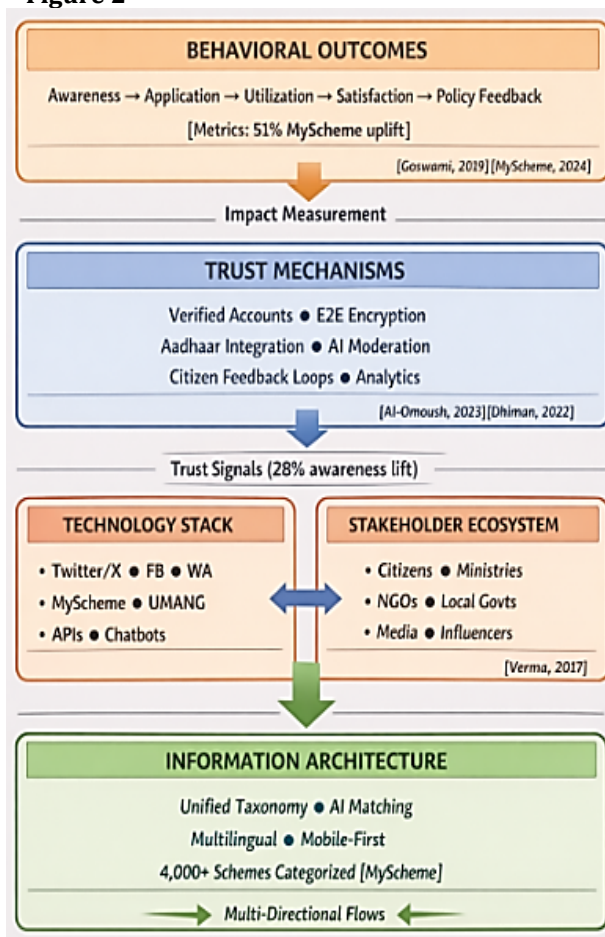 Figure 2
BEHAVIORAL OUTCOMES
Awareness → Application → Utilization → Satisfaction → Policy Feedback
[Metrics: 51% MyScheme uplift]
[Goswami, 2019][MyScheme, 2024]
Impact Measurement
TRUST MECHANISMS
Verified Accounts ● E2E Encryption
Aadhaar Integration ● AI Moderation
Citizen Feedback Loops ● Analytics
[Al-Omoush, 2023][Dhiman, 2022]
Trust Signals (28% awareness lift)
TECHNOLOGY STACK
• Twitter/X ● FB ● WA
• MyScheme ● UMANG
• APIs ● Chatbots
STAKEHOLDER ECOSYSTEM
• Citizens ● Ministries
• NGOs ● Local Govts
• Media ● Influencers
[Verma, 2017]
INFORMATION ARCHITECTURE
Unified Taxonomy ● AI Matching
Multilingual ● Mobile-First
4,000+ Schemes Categorized [MyScheme]
Multi-Directional Flows